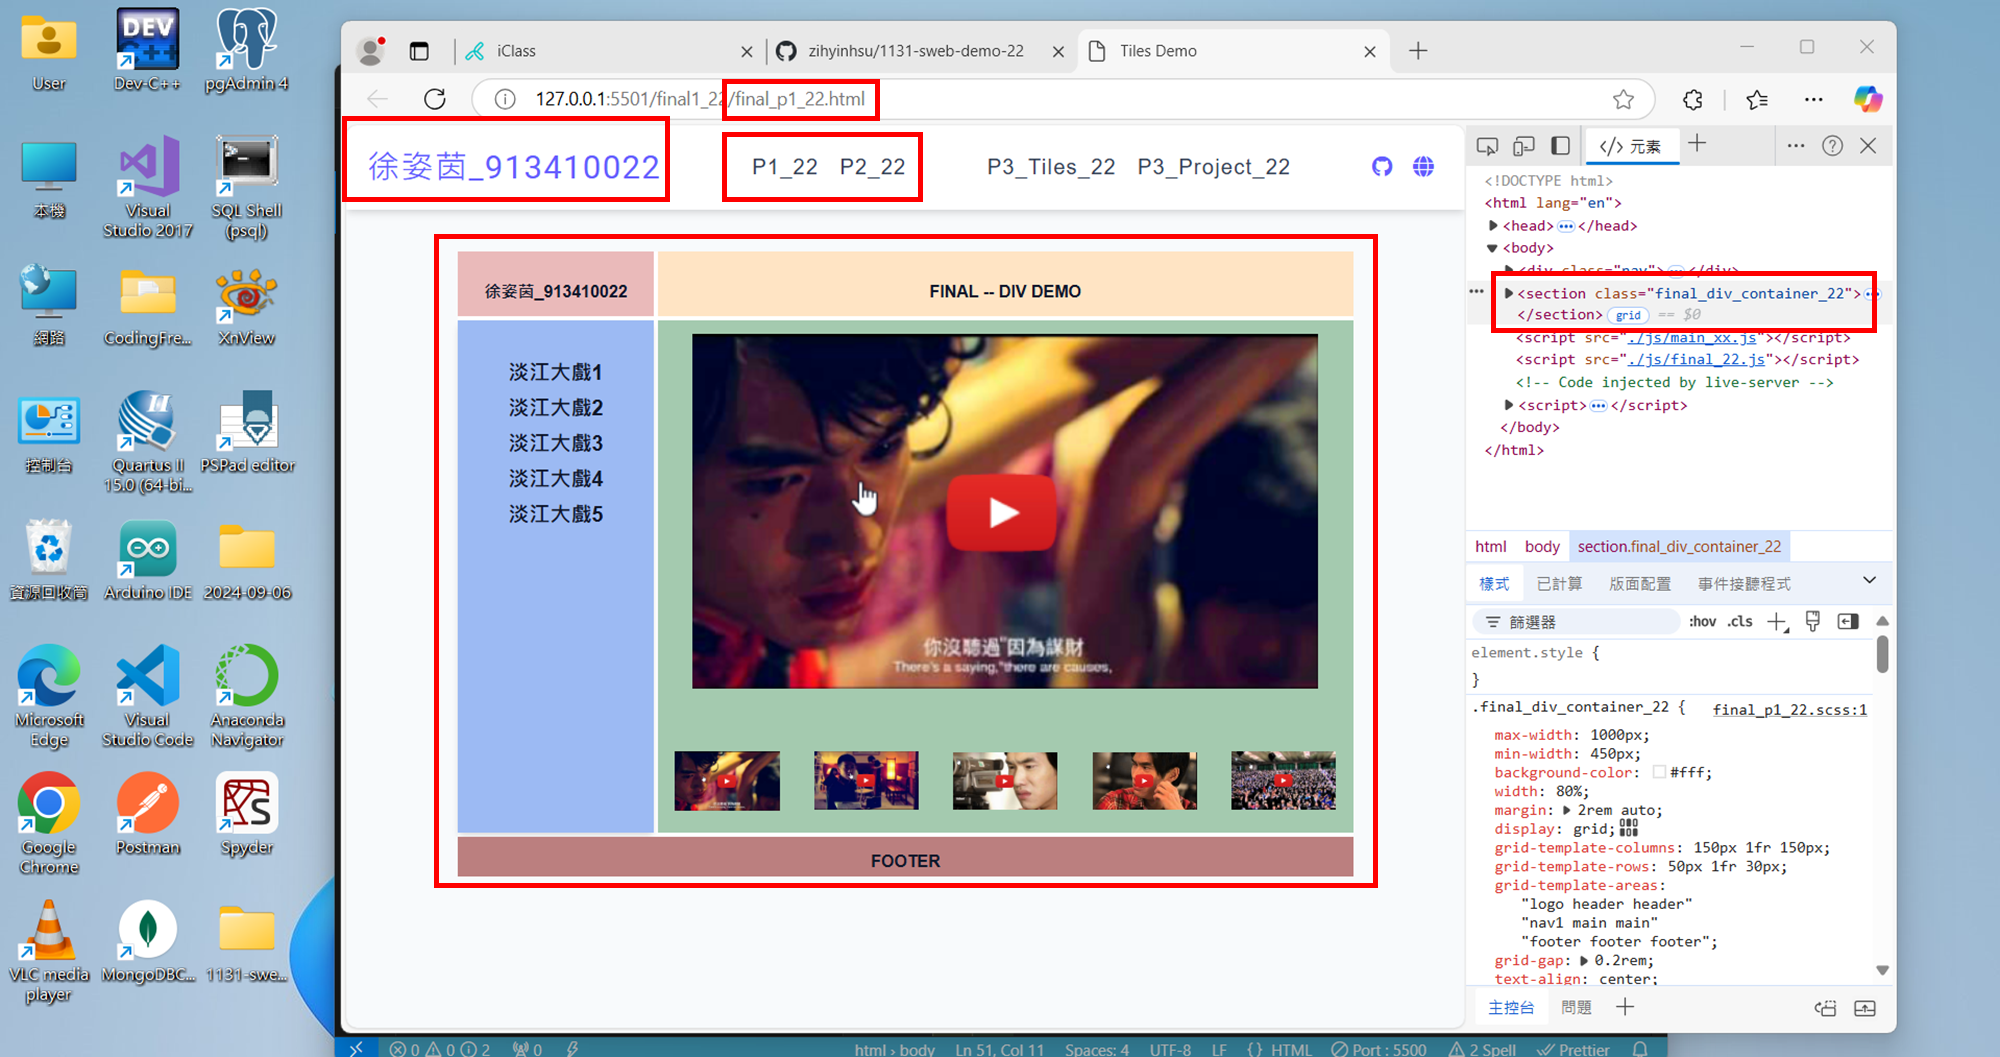 User
Dev-C++
pgAdmin 4
本機
Visual Studio 2017
SQL Shell (psql)
網路
CodingFre...
XnView
控制台
Quartus II 15.0 (64-bi...
PSPad editor
資源回收筒
Arduino IDE
2024-09-06
Microsoft Edge
Visual Studio Code
Anaconda Navigator
Google Chrome
Postman
Spyder
VLC media player
MongoDBC...
1131-swe...
iClass
zihyinhsu/1131-sweb-demo-22
Tiles Demo
127.0.0.1:5501/final1_22/final_p1_22.html
徐姿茵_913410022
P1_22
P2_22
P3_Tiles_22
P3_Project_22
徐姿茵_913410022
FINAL -- DIV DEMO
淡江大戲1
淡江大戲2
淡江大戲3
淡江大戲4
淡江大戲5
你沒聽過"因為謀財
There's a saying,"there are causes,
FOOTER
</> 元素
<!DOCTYPE html>
<html lang="en">
<head> ••• </head>
<body>
<div class="nav"> ••• </div>
<section class="final_div_container_22"> •••
</section> grid == $0
<script src="./js/main_xx.js"></script>
<script src="./js/final_22.js"></script>
<!-- Code injected by live-server -->
<script> ••• </script>
</body>
</html>
html body section.final_div_container_22
樣式 已計算 版面配置 事件接聽程式
篩選器 :hov .cls
element.style {
}
.final_div_container_22 { final_p1_22.scss:1
max-width: 1000px;
min-width: 450px;
background-color: #fff;
width: 80%;
margin: 2rem auto;
display: grid;
grid-template-columns: 150px 1fr 150px;
grid-template-rows: 50px 1fr 30px;
grid-template-areas:
"logo header header"
"nav1 main main"
"footer footer footer";
grid-gap: 0.2rem;
text-align: center;
主控台 問題
0 0 2 0
html › body Ln 51, Col 11 Spaces: 4 UTF-8 LF {} HTML Port : 5500 2 Spell Prettier